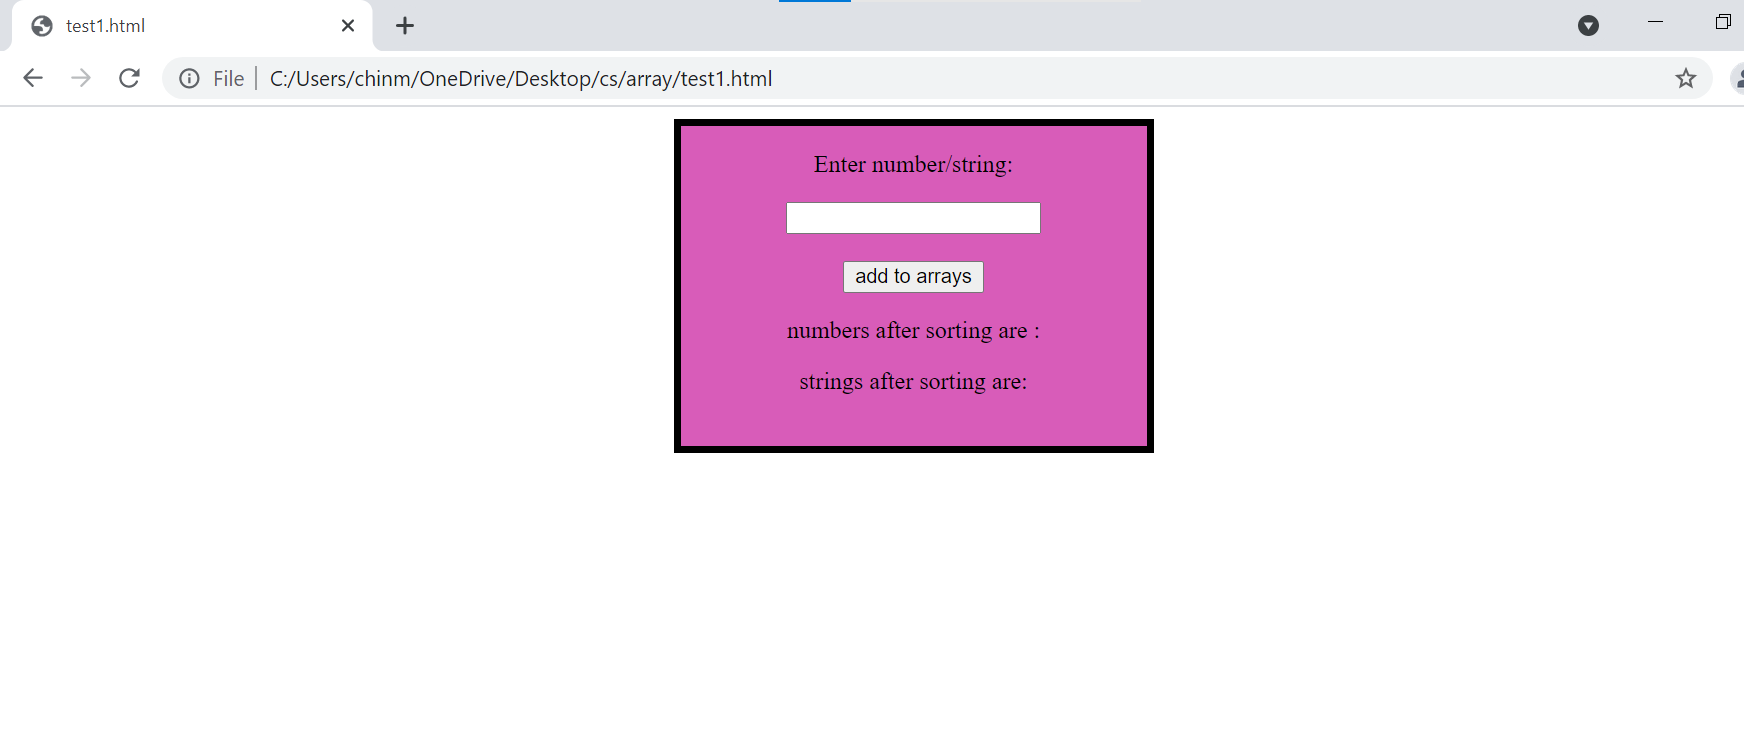 test1.html
File C:/Users/chinm/OneDrive/Desktop/cs/array/test1.html
Enter number/string:
add to arrays
numbers after sorting are :
strings after sorting are: